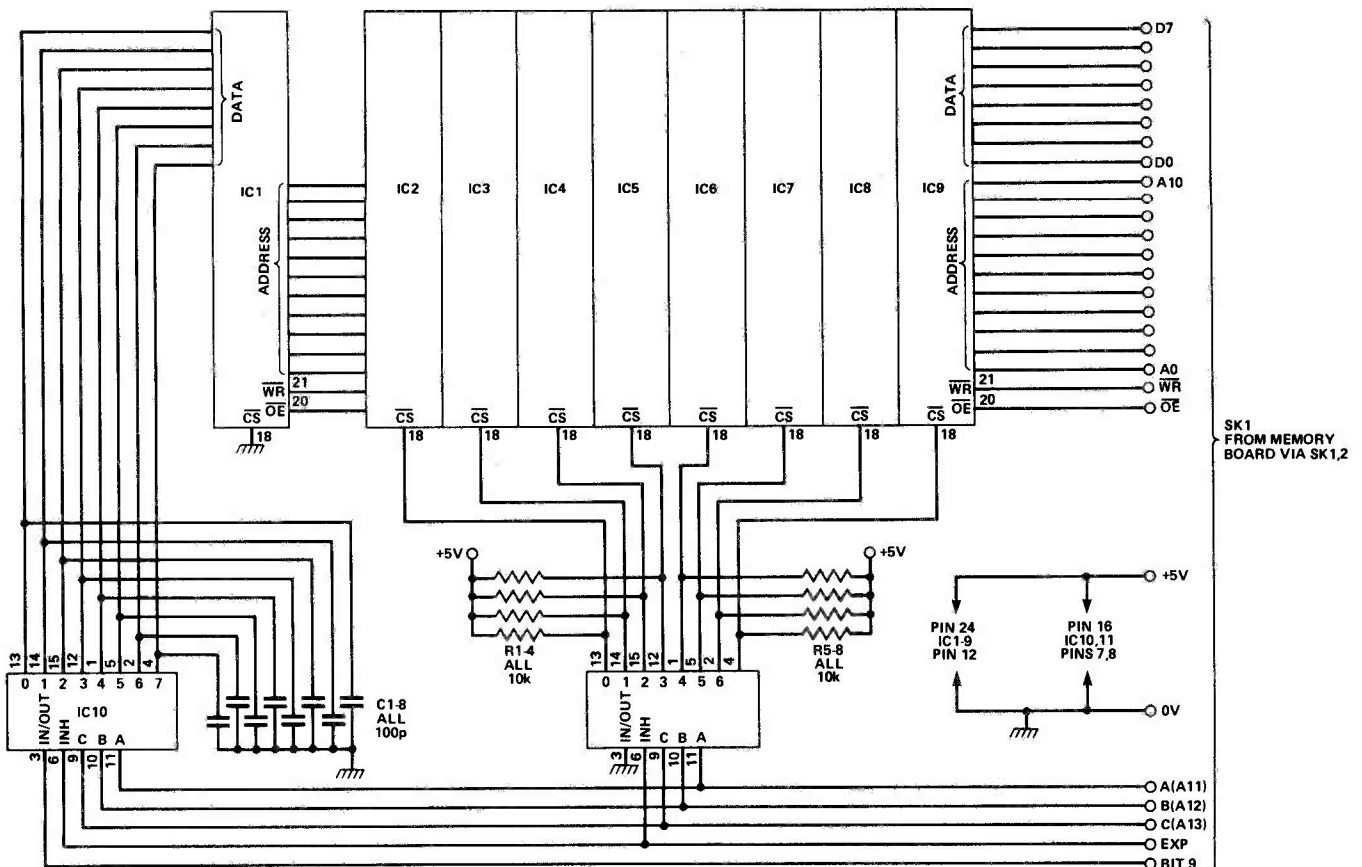 D7
DATA
DATA
D0
IC1
IC2
IC3
IC4
IC5
IC6
IC7
IC8
IC9
A10
ADDRESS
ADDRESS
A0
WR 21
WR 21
WR
OE 20
OE 20
OE
CS
18
CS
18
CS
18
CS
18
CS
18
CS
18
CS
18
CS
18
CS
18
SK1
FROM MEMORY
BOARD VIA SK1,2
+5V
+5V
+5V
R1-4
ALL
10k
R5-8
ALL
10k
PIN 24
IC1-9
PIN 12
PIN 16
IC10,11
PINS 7,8
0V
13 14 15 12 1 5 2 4
0 1 2 3 4 5 6 7
IC10
IN/OUT INH C B A
3 6 9 10 11
C1-8
ALL
100p
13 14 15 12 1 5 2 4
0 1 2 3 4 5 6
IN/OUT INH C B A
3 6 9 10 11
A(A11)
B(A12)
C(A13)
EXP
BIT 9